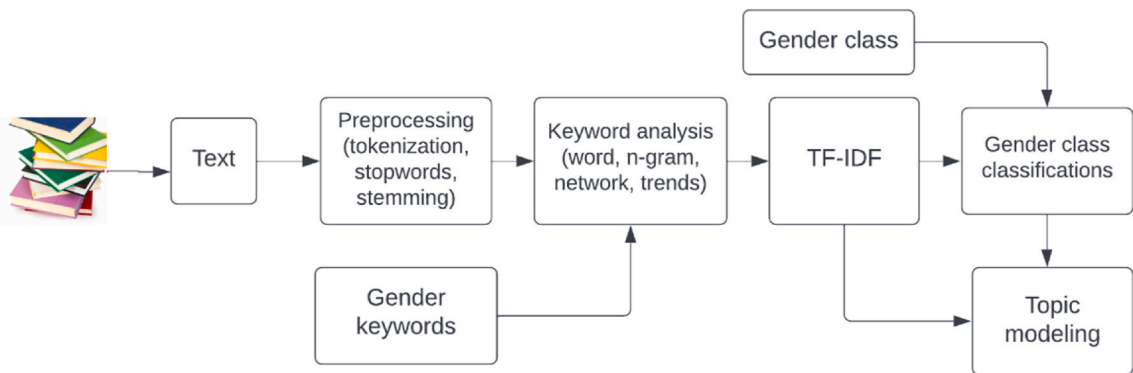 Gender class
Text
Preprocessing
(tokenization,
stopwords,
stemming)
Keyword analysis
(word, n-gram,
network, trends)
TF-IDF
Gender class
classifications
Gender
keywords
Topic
modeling